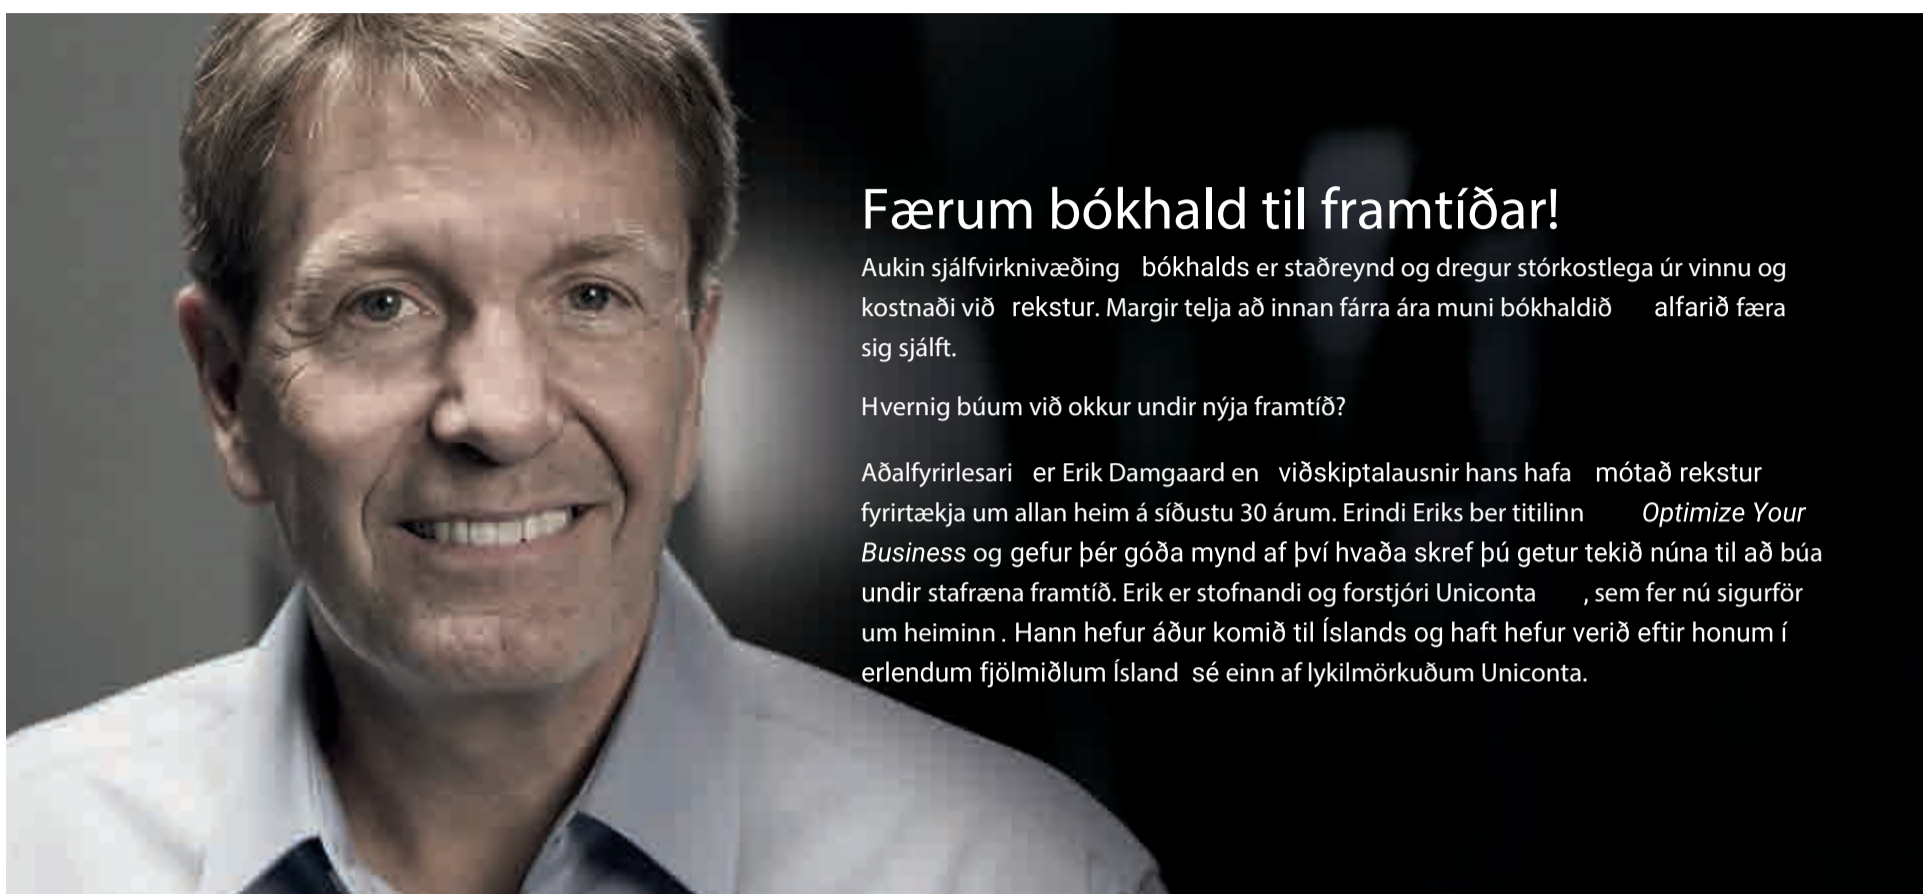 Færum bókhald til framtíðar!
Aukin sjálfvirknivæðing bókhalds er staðreynd og dregur stórkostlega úr vinnu og
kostnaði við rekstur. Margir telja að innan fárra ára muni bókhaldið alfarið færa
sig sjálft.
Hvernig búum við okkur undir nýja framtíð?
Aðalfyrirlesari er Erik Damgaard en viðskiptalausnir hans hafa mótað rekstur
fyrirtækja um allan heim á síðustu 30 árum. Erindi Eriks ber titilinn Optimize Your
Business og gefur þér góða mynd af því hvaða skref þú getur tekið núna til að búa
undir stafræna framtíð. Erik er stofnandi og forstjóri Uniconta , sem fer nú sigurför
um heiminn . Hann hefur áður komið til Íslands og haft hefur verið eftir honum í
erlendum fjölmiðlum Ísland sé einn af lykilmörkuðum Uniconta.